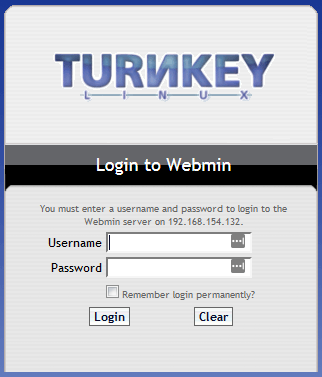 TURNKEY
LINUX
Login to Webmin
You must enter a username and password to login to the
Webmin server on 192.168.154.132.
Username
Password
Remember login permanently?
Login Clear